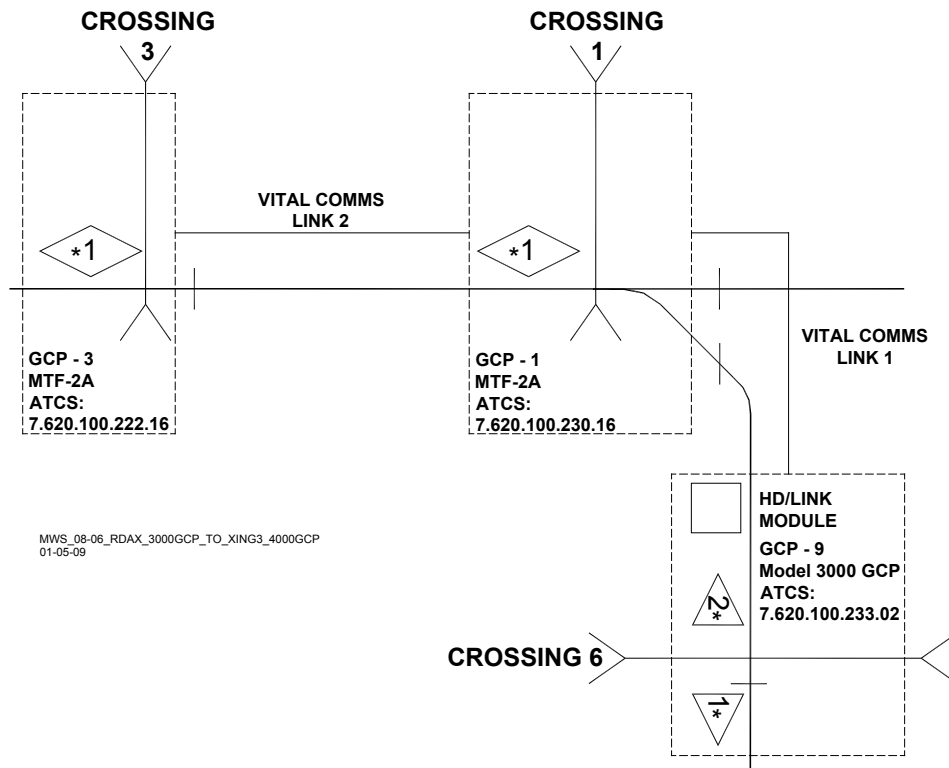 CROSSING
3
CROSSING
1
VITAL COMMS
LINK 2
*1
*1
VITAL COMMS
LINK 1
GCP - 3
MTF-2A
ATCS:
7.620.100.222.16
GCP - 1
MTF-2A
ATCS:
7.620.100.230.16
MWS_08-06_RDAX_3000GCP_TO_XING3_4000GCP
01-05-09
HD/LINK
MODULE
GCP - 9
Model 3000 GCP
ATCS:
7.620.100.233.02
2*
CROSSING 6
1*